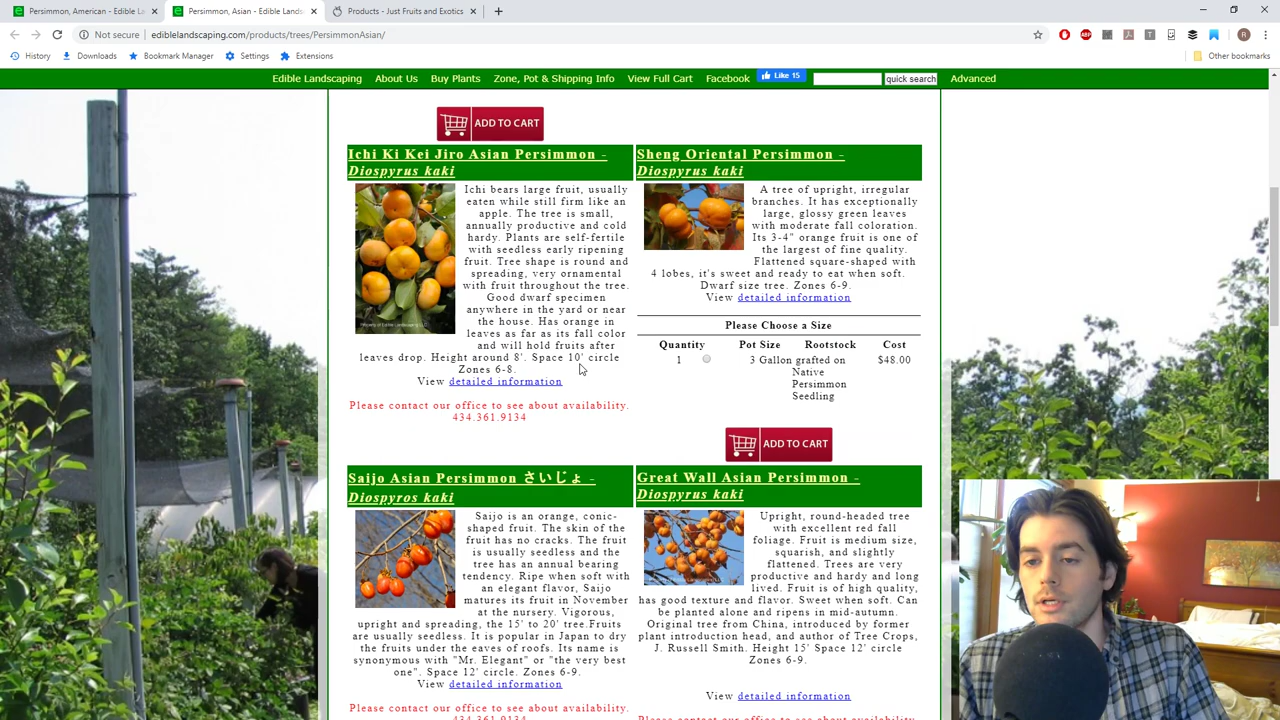 Persimmon, American - Edible L
Persimmon, Asian - Edible Lands
Products - Just Fruits and Exotics
Not secure
ediblelandscaping.com/products/trees/PersimmonAsian/
History
Downloads
Bookmark Manager
Settings
Extensions
Other bookmarks
Edible Landscaping
About Us
Buy Plants
Zone, Pot & Shipping Info
View Full Cart
Facebook
Like 15
quick search
Advanced
ADD TO CART
Ichi Ki Kei Jiro Asian Persimmon -
Diospyrus kaki
Ichi bears large fruit, usually
eaten while still firm like an
apple. The tree is small,
annually productive and cold
hardy. Plants are self-fertile
with seedless early ripening
fruit. Tree shape is round and
spreading, very ornamental
with fruit throughout the tree.
Good dwarf specimen
anywhere in the yard or near
the house. Has orange in
leaves as far as its fall color
and will hold fruits after
leaves drop. Height around 8'. Space 10' circle
Zones 6-8.
View detailed information
Please contact our office to see about availability.
434.361.9134
Sheng Oriental Persimmon -
Diospyrus kaki
A tree of upright, irregular
branches. It has exceptionally
large, glossy green leaves
with moderate fall coloration.
Its 3-4" orange fruit is one of
the largest of fine quality.
Flattened square-shaped with
4 lobes, it's sweet and ready to eat when soft.
Dwarf size tree. Zones 6-9.
View detailed information
Please Choose a Size
Quantity Pot Size Rootstock Cost
1 3 Gallon grafted on $48.00
Native
Persimmon
Seedling
ADD TO CART
Saijo Asian Persimmon さいじょ -
Diospyros kaki
Saijo is an orange, conic-
shaped fruit. The skin of the
fruit has no cracks. The fruit
is usually seedless and the
tree has an annual bearing
tendency. Ripe when soft with
an elegant flavor, Saijo
matures its fruit in November
at the nursery. Vigorous,
upright and spreading, the 15' to 20' tree.Fruits
are usually seedless. It is popular in Japan to dry
the fruits under the eaves of roofs. Its name is
synonymous with "Mr. Elegant" or "the very best
one". Space 12' circle. Zones 6-9.
View detailed information
Please contact our office to see about availability.
434.361.9134
Great Wall Asian Persimmon -
Diospyrus kaki
Upright, round-headed tree
with excellent red fall
foliage. Fruit is medium size,
squarish, and slightly
flattened. Trees are very
productive and hardy and long
lived. Fruit is of high quality,
has good texture and flavor. Sweet when soft. Can
be planted alone and ripens in mid-autumn.
Original tree from China, introduced by former
plant introduction head, and author of Tree Crops,
J. Russell Smith. Height 15' Space 12' circle
Zones 6-9.
View detailed information
Please contact our office to see about availability.